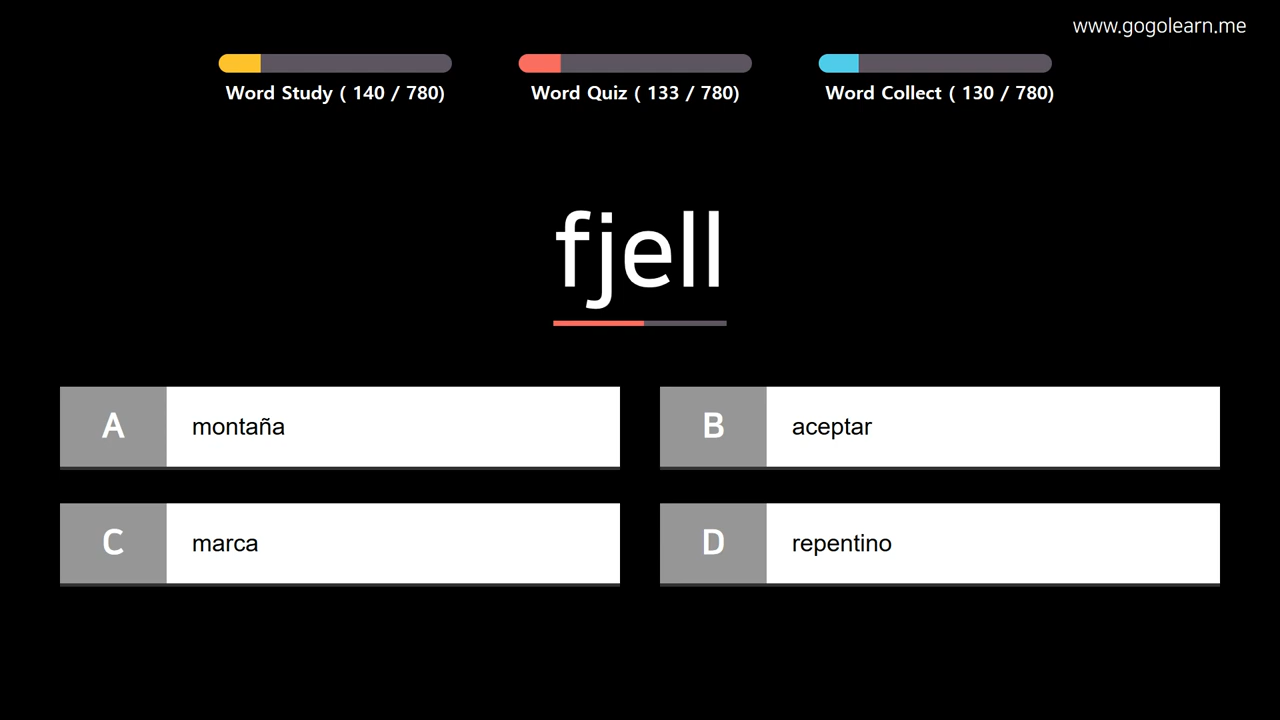 www.gogolearn.me
Word Study ( 140 / 780)
Word Quiz ( 133 / 780)
Word Collect ( 130 / 780)
fjell
A montaña
B aceptar
C marca
D repentino